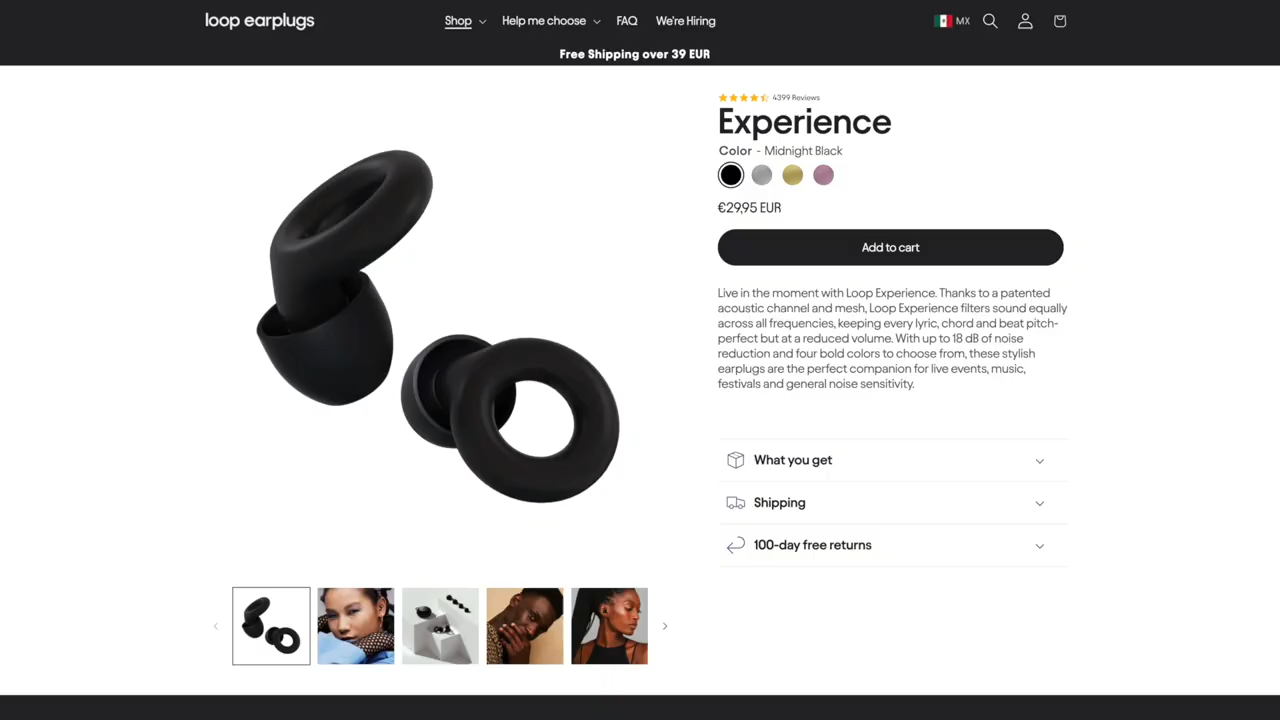 loop earplugs
Shop
Help me choose
FAQ
We're Hiring
MX
Free Shipping over 39 EUR
4399 Reviews
Experience
Color - Midnight Black
€29,95 EUR
Add to cart
Live in the moment with Loop Experience. Thanks to a patented
acoustic channel and mesh, Loop Experience filters sound equally
across all frequencies, keeping every lyric, chord and beat pitch-
perfect but at a reduced volume. With up to 18 dB of noise
reduction and four bold colors to choose from, these stylish
earplugs are the perfect companion for live events, music,
festivals and general noise sensitivity.
What you get
Shipping
100-day free returns